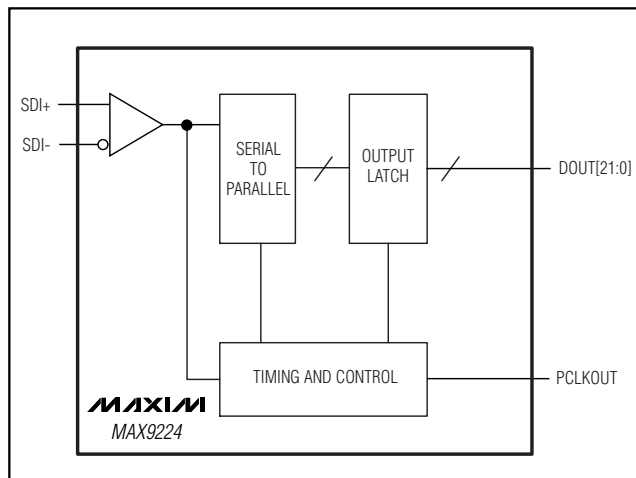 SDI+
SDI-
SERIAL
TO
PARALLEL
OUTPUT
LATCH
DOUT[21:0]
TIMING AND CONTROL
PCLKOUT
MAXIM
MAX9224